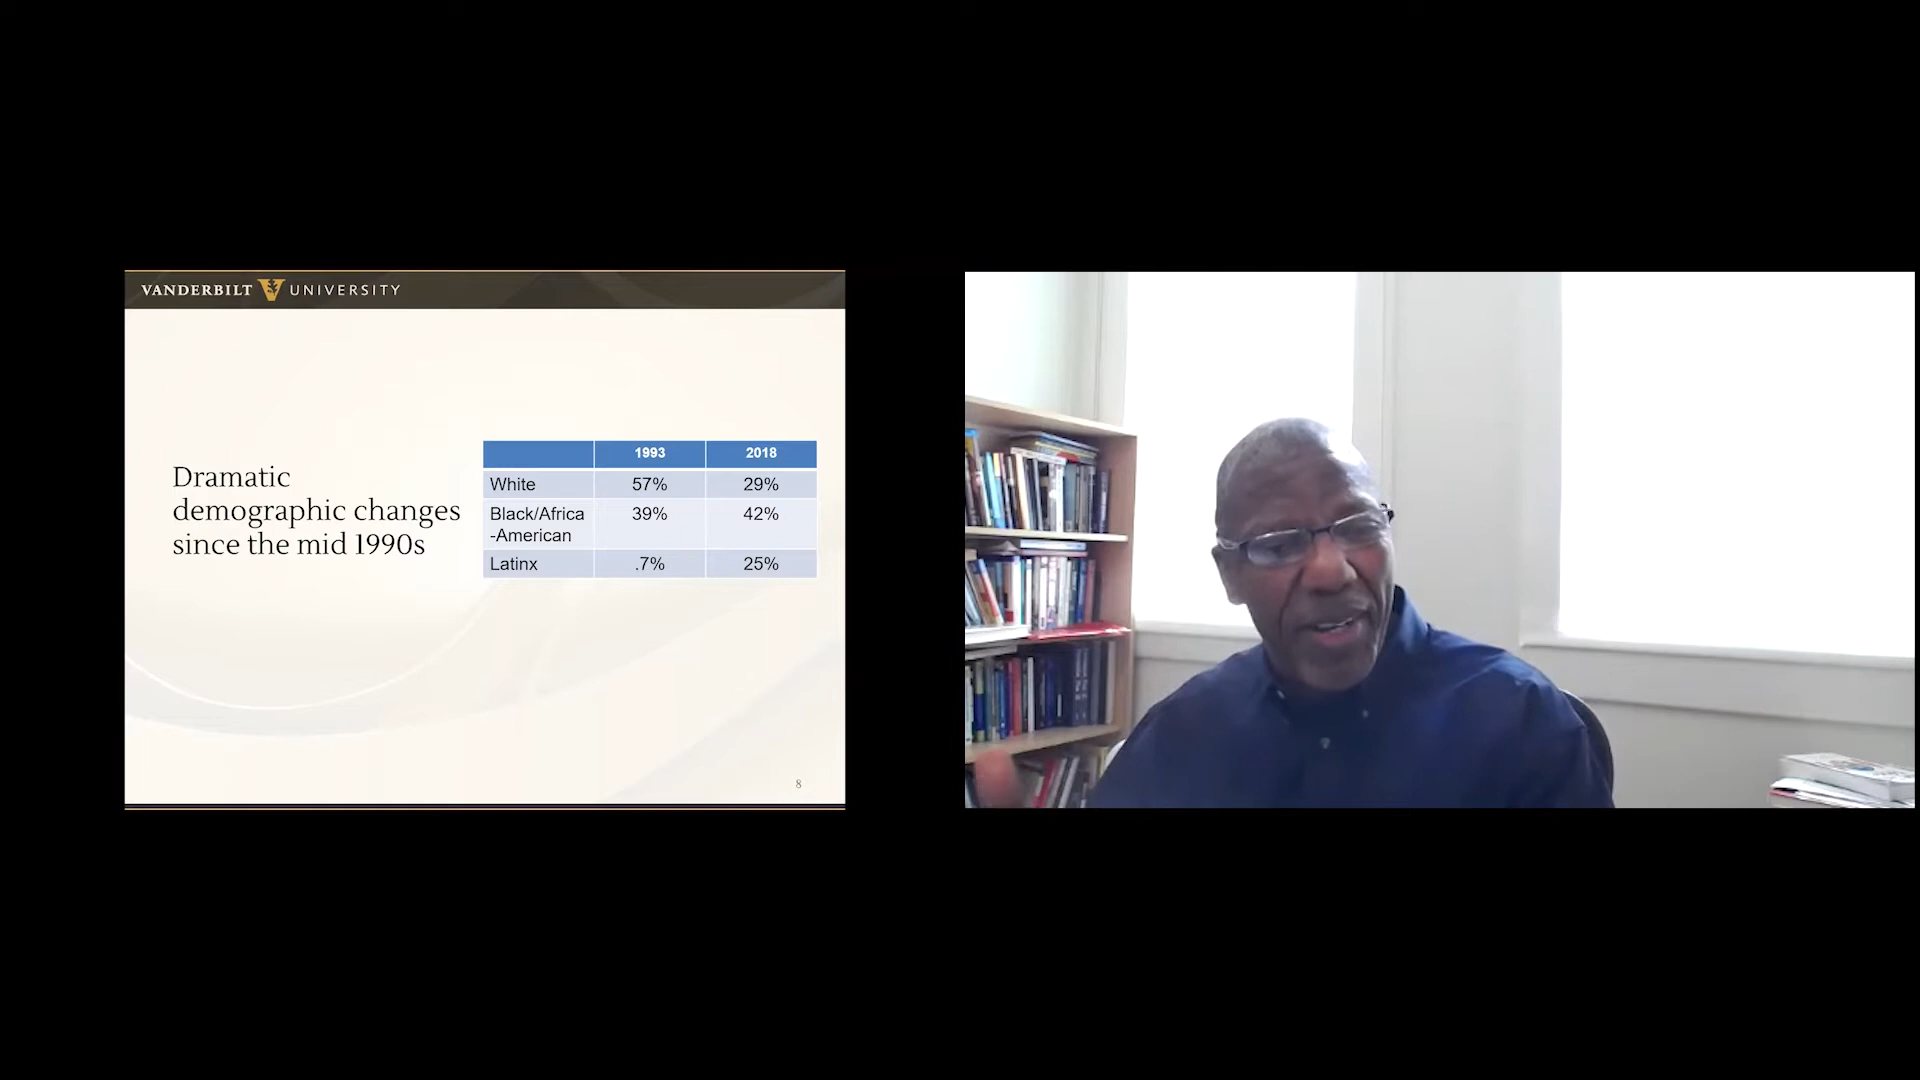 VANDERBILT UNIVERSITY
Dramatic
demographic changes
since the mid 1990s
1993 2018
White 57% 29%
Black/Africa
-American 39% 42%
Latinx .7% 25%
8